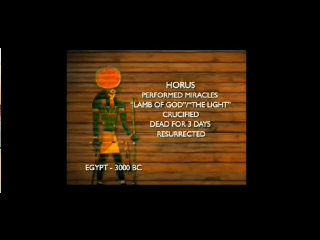 HORUS
PERFORMED MIRACLES
"LAMB OF GOD"/"THE LIGHT"
CRUCIFIED
DEAD FOR 3 DAYS
RESURRECTED
EGYPT - 3000 BC